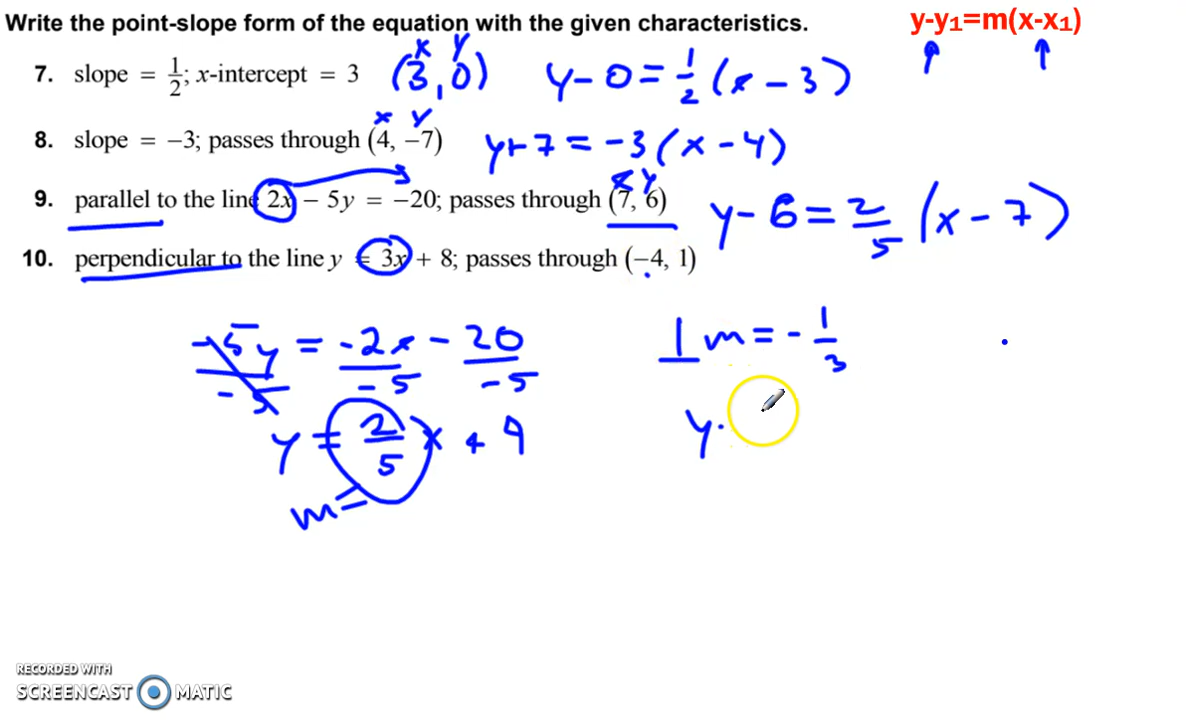 Write the point-slope form of the equation with the given characteristics. y-y₁=m(x-x₁)
x y
7. slope = 1/2; x-intercept = 3 (3, 0) y - 0 = 1/2 (x - 3)
x y
8. slope = −3; passes through (4, −7) y + 7 = -3 (x - 4)
x y
9. parallel to the line 2x − 5y = −20; passes through (7, 6) y - 6 = 2/5 (x - 7)
10. perpendicular to the line y = 3x + 8; passes through (−4, 1)
-5y/-5 = -2x/-5 - 20/-5
⊥ m = - 1/3
y = 2/5 x + 4
y -
m =
RECORDED WITH
SCREENCAST MATIC